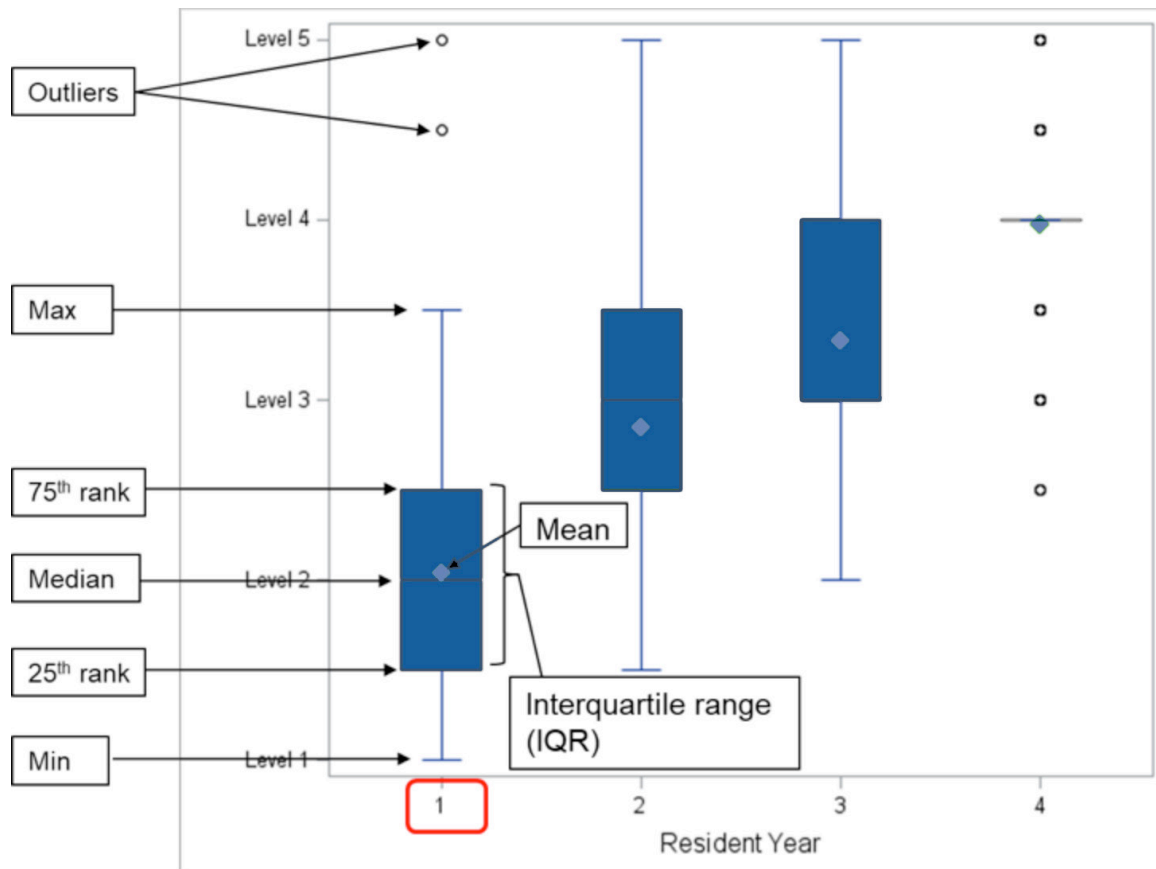 Level 5
Outliers
Level 4
Max
Level 3
75th rank
Mean
Median
Level 2
25th rank
Interquartile range
(IQR)
Min
Level 1
1 2 3 4
Resident Year